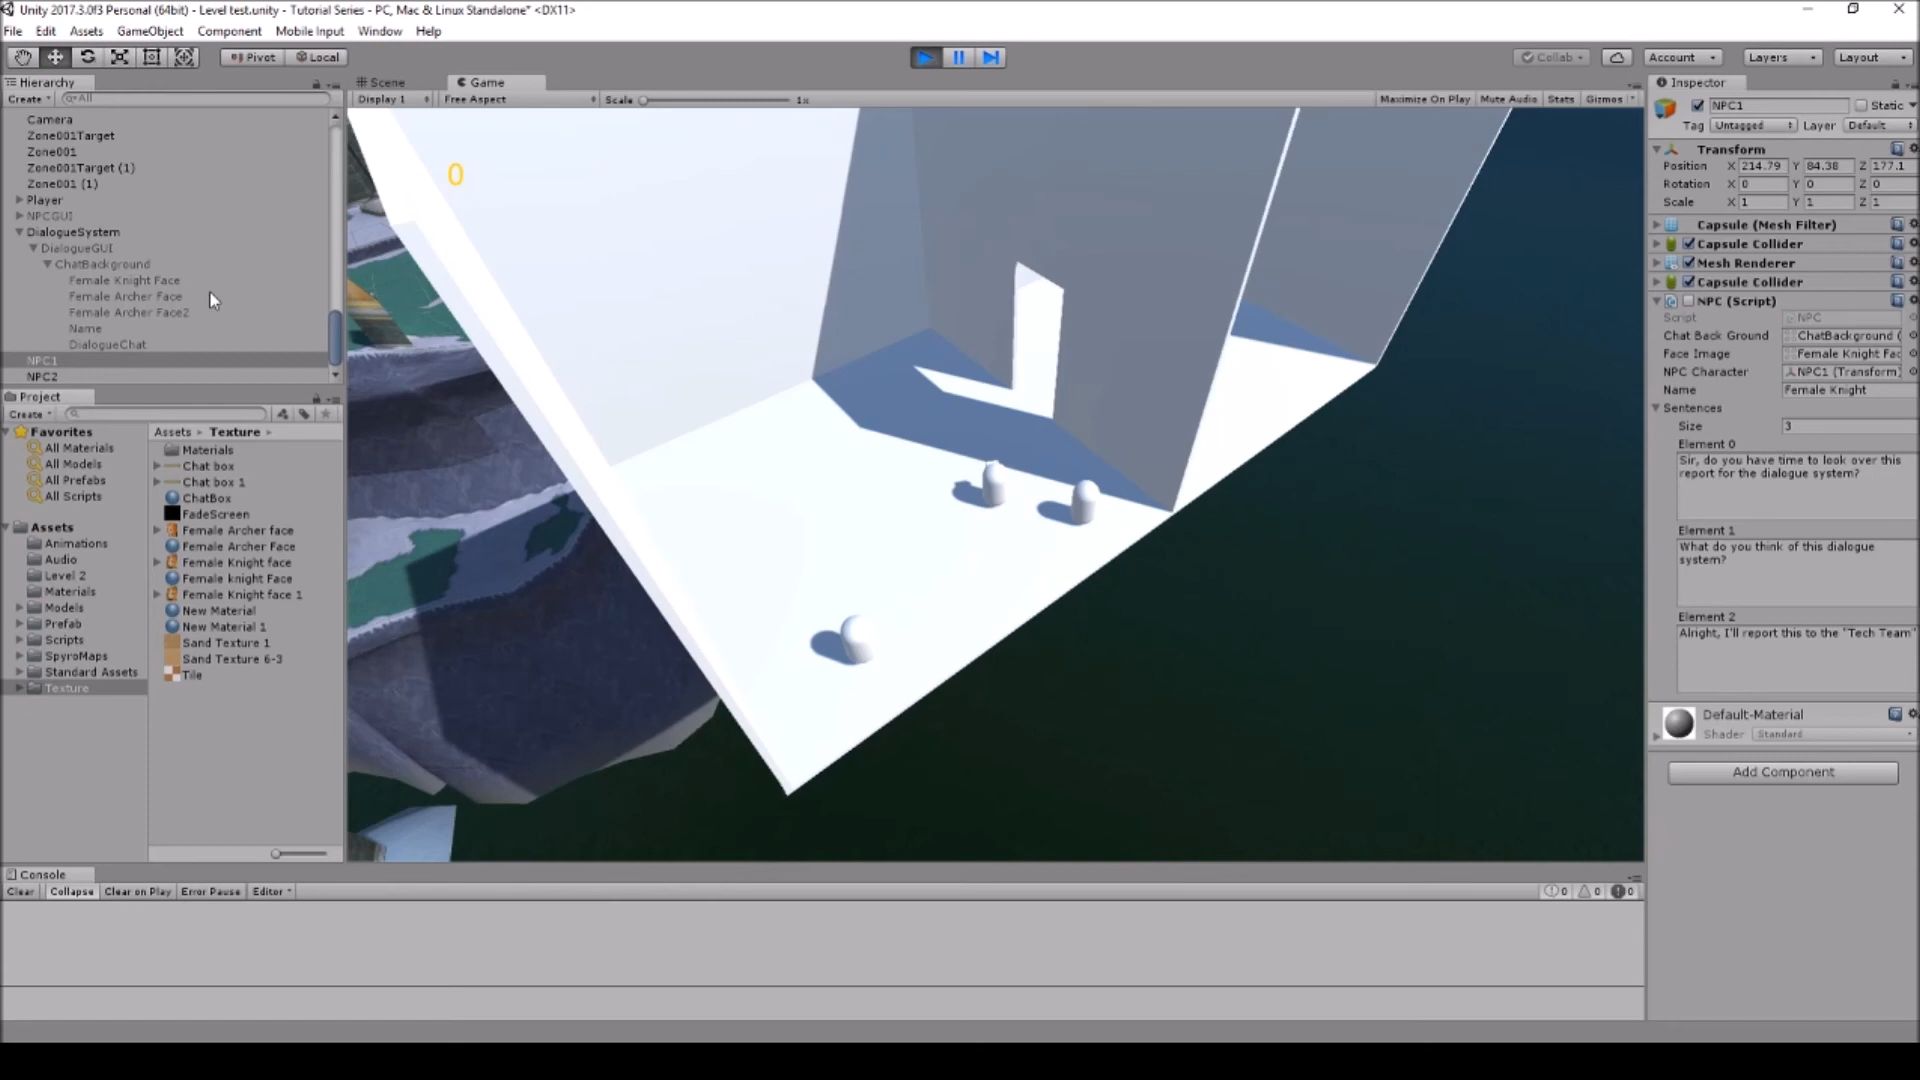 Unity 2017.3.0f3 Personal (64bit) - Level test.unity - Tutorial Series - PC, Mac & Linux Standalone* <DX11>
File Edit Assets GameObject Component Mobile Input Window Help
Pivot Local Collab Account Layers Layout
Hierarchy
Create All
Camera
Zone001Target
Zone001
Zone001Target (1)
Zone001 (1)
Player
NPCGUI
DialogueSystem
DialogueGUI
ChatBackground
Female Knight Face
Female Archer Face
Female Archer Face2
Name
DialogueChat
NPC1
NPC2
Project
Create
Favorites
All Materials
All Models
All Prefabs
All Scripts
Assets
Animations
Audio
Level 2
Materials
Models
Prefab
Scripts
SpyroMaps
Standard Assets
Texture
Assets Texture
Materials
Chat box
Chat box 1
ChatBox
FadeScreen
Female Archer face
Female Archer Face
Female Knight face
Female knight Face
Female Knight face 1
New Material
New Material 1
Sand Texture 1
Sand Texture 6-3
Tile
Scene Game
Display 1 Free Aspect Scale 1x Maximize On Play Mute Audio Stats Gizmos
0
Console
Clear Collapse Clear on Play Error Pause Editor 0 0 0
Inspector
NPC1 Static
Tag Untagged Layer Default
Transform
Position X 214.79 Y 84.38 Z 177.1
Rotation X 0 Y 0 Z 0
Scale X 1 Y 1 Z 1
Capsule (Mesh Filter)
Capsule Collider
Mesh Renderer
Capsule Collider
NPC (Script)
Script NPC
Chat Back Ground ChatBackground (
Face Image Female Knight Fac
NPC Character NPC1 (Transform)
Name Female Knight
Sentences
Size 3
Element 0
Sir, do you have time to look over this
report for the dialogue system?
Element 1
What do you think of this dialogue
system?
Element 2
Alright, I'll report this to the "Tech Team"
Default-Material
Shader Standard
Add Component